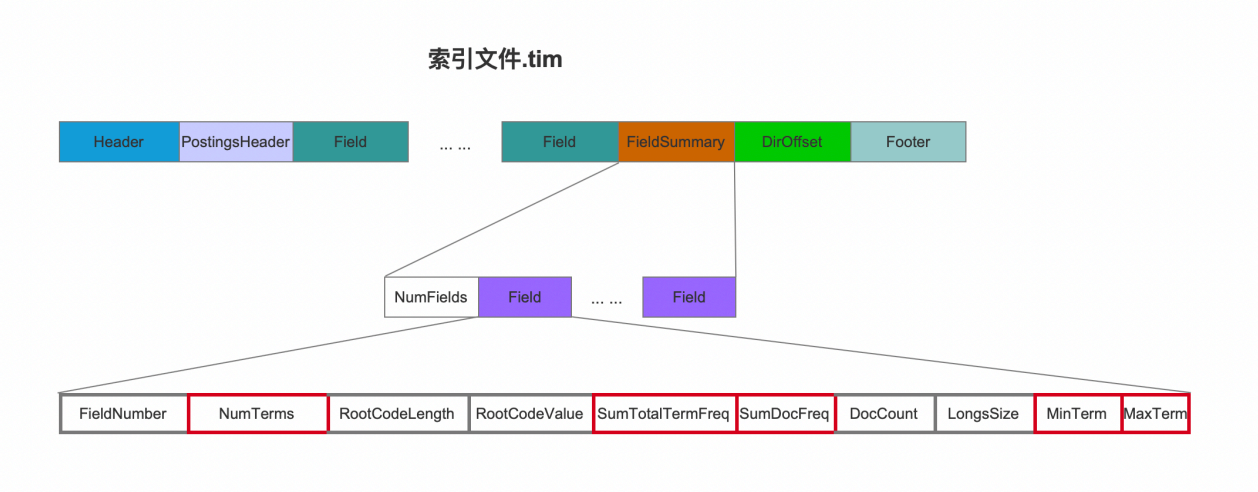 索引文件.tim
Header PostingsHeader Field ... ... Field FieldSummary DirOffset Footer
NumFields Field ... ... Field
FieldNumber NumTerms RootCodeLength RootCodeValue SumTotalTermFreq SumDocFreq DocCount LongsSize MinTerm MaxTerm